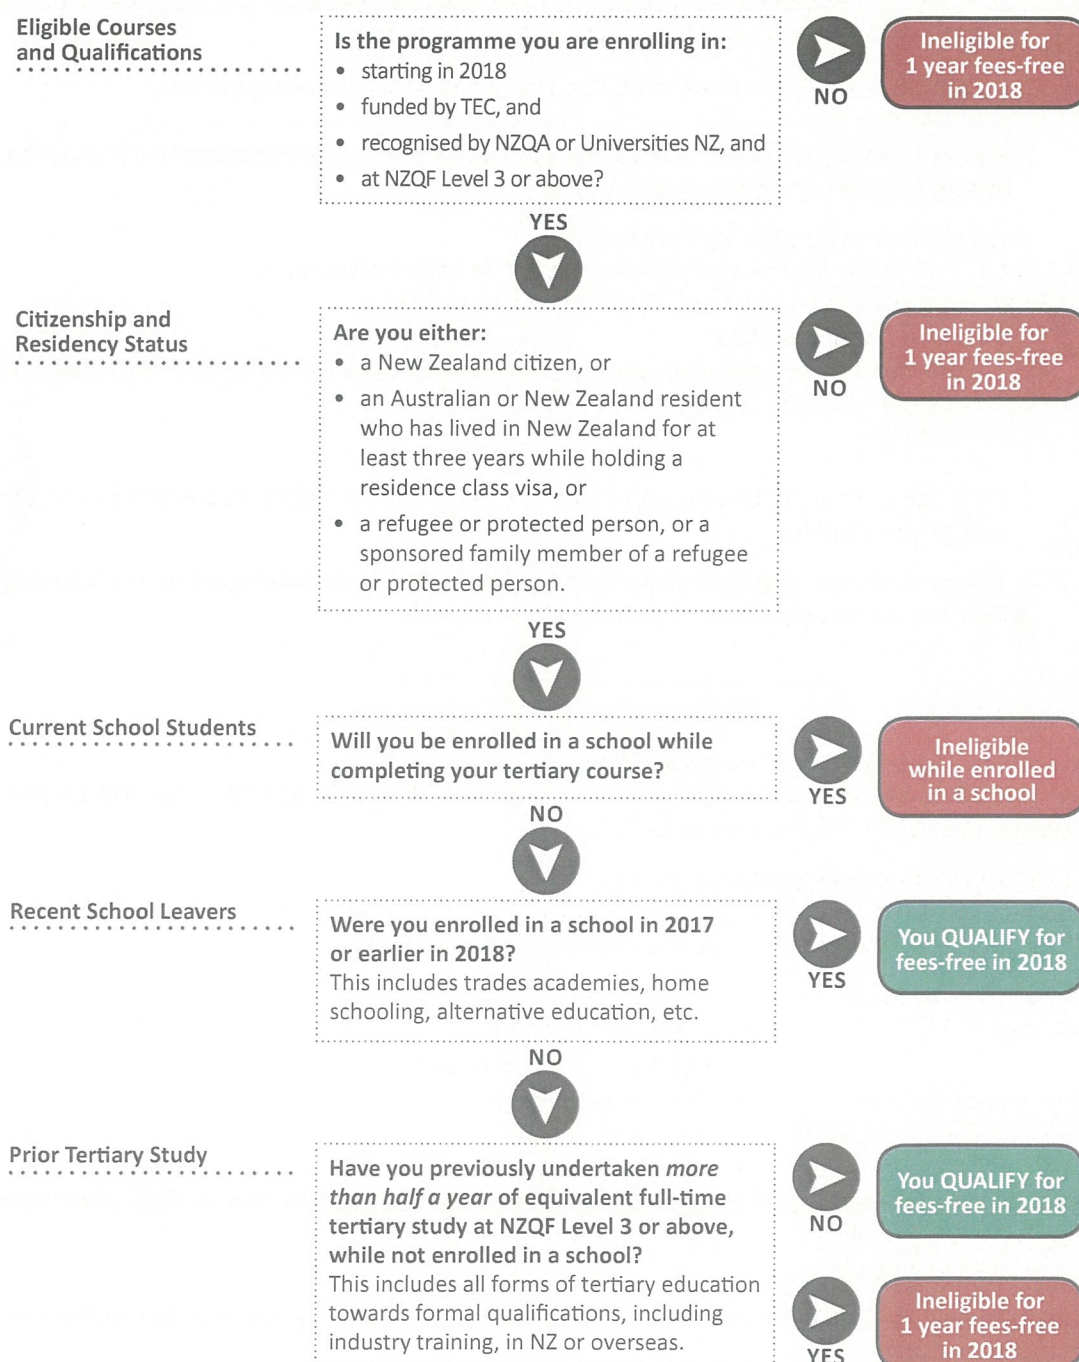 Eligible Courses
and Qualifications
Is the programme you are enrolling in:
• starting in 2018
• funded by TEC, and
• recognised by NZQA or Universities NZ, and
• at NZQF Level 3 or above?
NO
Ineligible for
1 year fees-free
in 2018
YES
Citizenship and
Residency Status
Are you either:
• a New Zealand citizen, or
• an Australian or New Zealand resident
who has lived in New Zealand for at
least three years while holding a
residence class visa, or
• a refugee or protected person, or a
sponsored family member of a refugee
or protected person.
NO
Ineligible for
1 year fees-free
in 2018
YES
Current School Students
Will you be enrolled in a school while
completing your tertiary course?
YES
Ineligible
while enrolled
in a school
NO
Recent School Leavers
Were you enrolled in a school in 2017
or earlier in 2018?
This includes trades academies, home
schooling, alternative education, etc.
YES
You QUALIFY for
fees-free in 2018
NO
Prior Tertiary Study
Have you previously undertaken more
than half a year of equivalent full-time
tertiary study at NZQF Level 3 or above,
while not enrolled in a school?
This includes all forms of tertiary education
towards formal qualifications, including
industry training, in NZ or overseas.
NO
You QUALIFY for
fees-free in 2018
YES
Ineligible for
1 year fees-free
in 2018